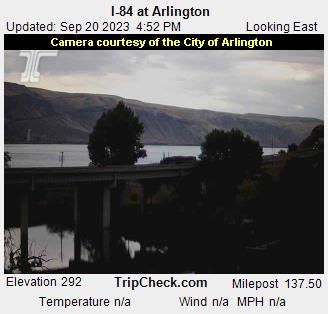 I-84 at Arlington
Updated: Sep 20 2023 4:52 PM Looking East
Camera courtesy of the City of Arlington
Elevation 292 TripCheck.com Milepost 137.50
Temperature n/a Wind n/a MPH n/a